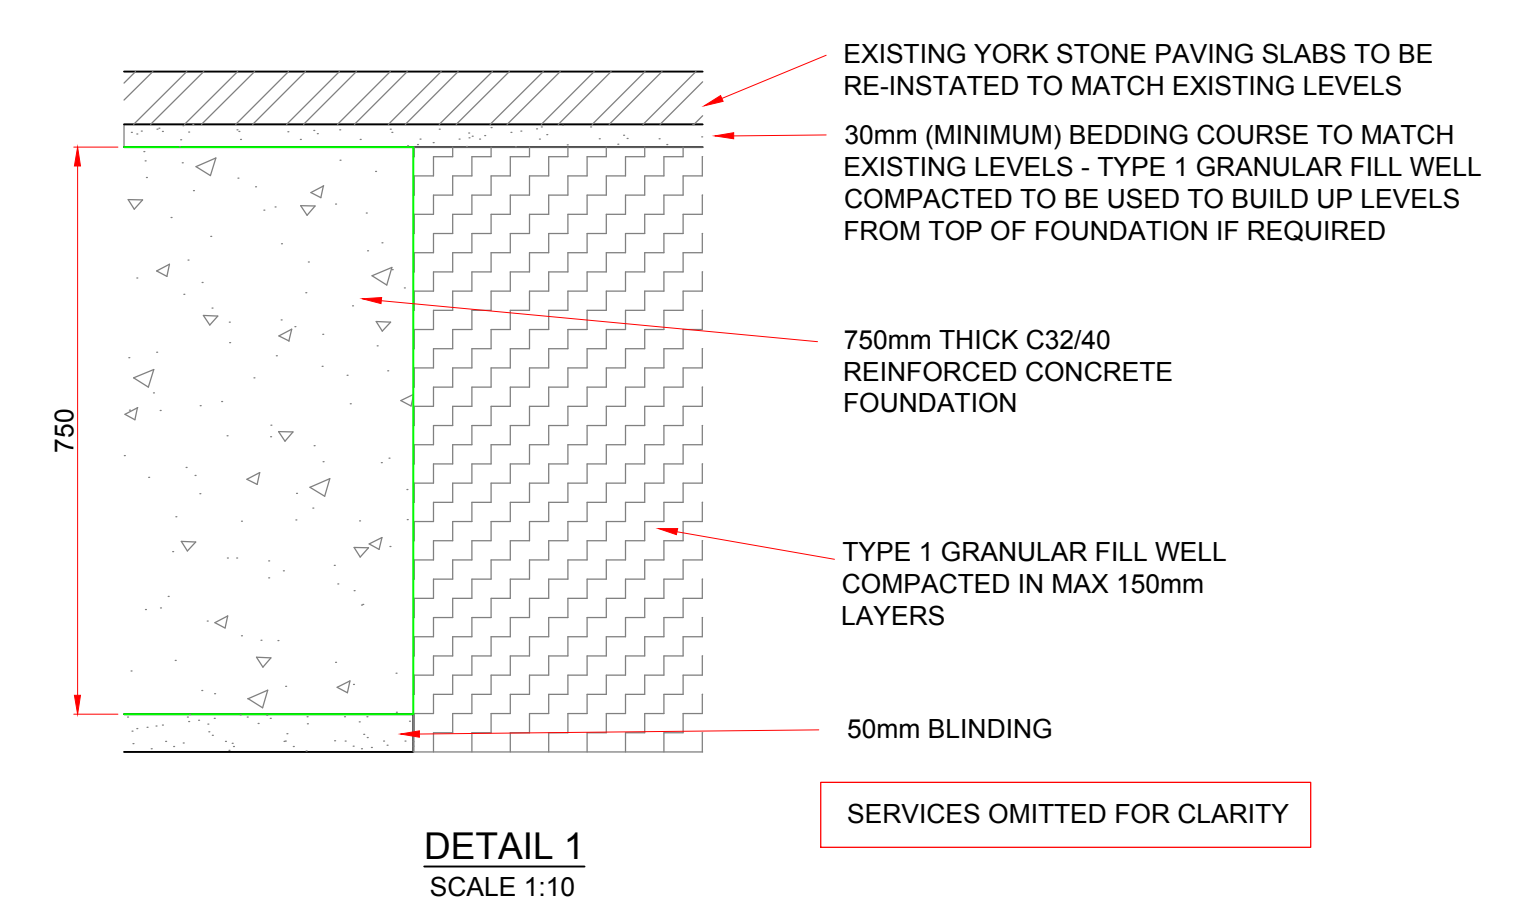 EXISTING YORK STONE PAVING SLABS TO BE
RE-INSTATED TO MATCH EXISTING LEVELS
30mm (MINIMUM) BEDDING COURSE TO MATCH
EXISTING LEVELS - TYPE 1 GRANULAR FILL WELL
COMPACTED TO BE USED TO BUILD UP LEVELS
FROM TOP OF FOUNDATION IF REQUIRED
750mm THICK C32/40
REINFORCED CONCRETE
FOUNDATION
750
TYPE 1 GRANULAR FILL WELL
COMPACTED IN MAX 150mm
LAYERS
50mm BLINDING
SERVICES OMITTED FOR CLARITY
DETAIL 1
SCALE 1:10